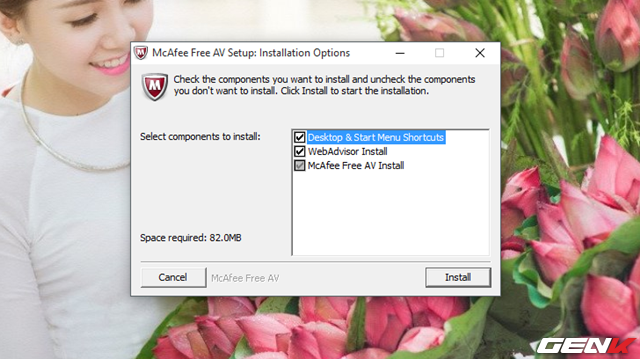 McAfee Free AV Setup: Installation Options
Check the components you want to install and uncheck the components
you don't want to install. Click Install to start the installation.
Select components to install:
Desktop & Start Menu Shortcuts
WebAdvisor Install
McAfee Free AV Install
Space required: 82.0MB
Cancel
McAfee Free AV
Install
GENK